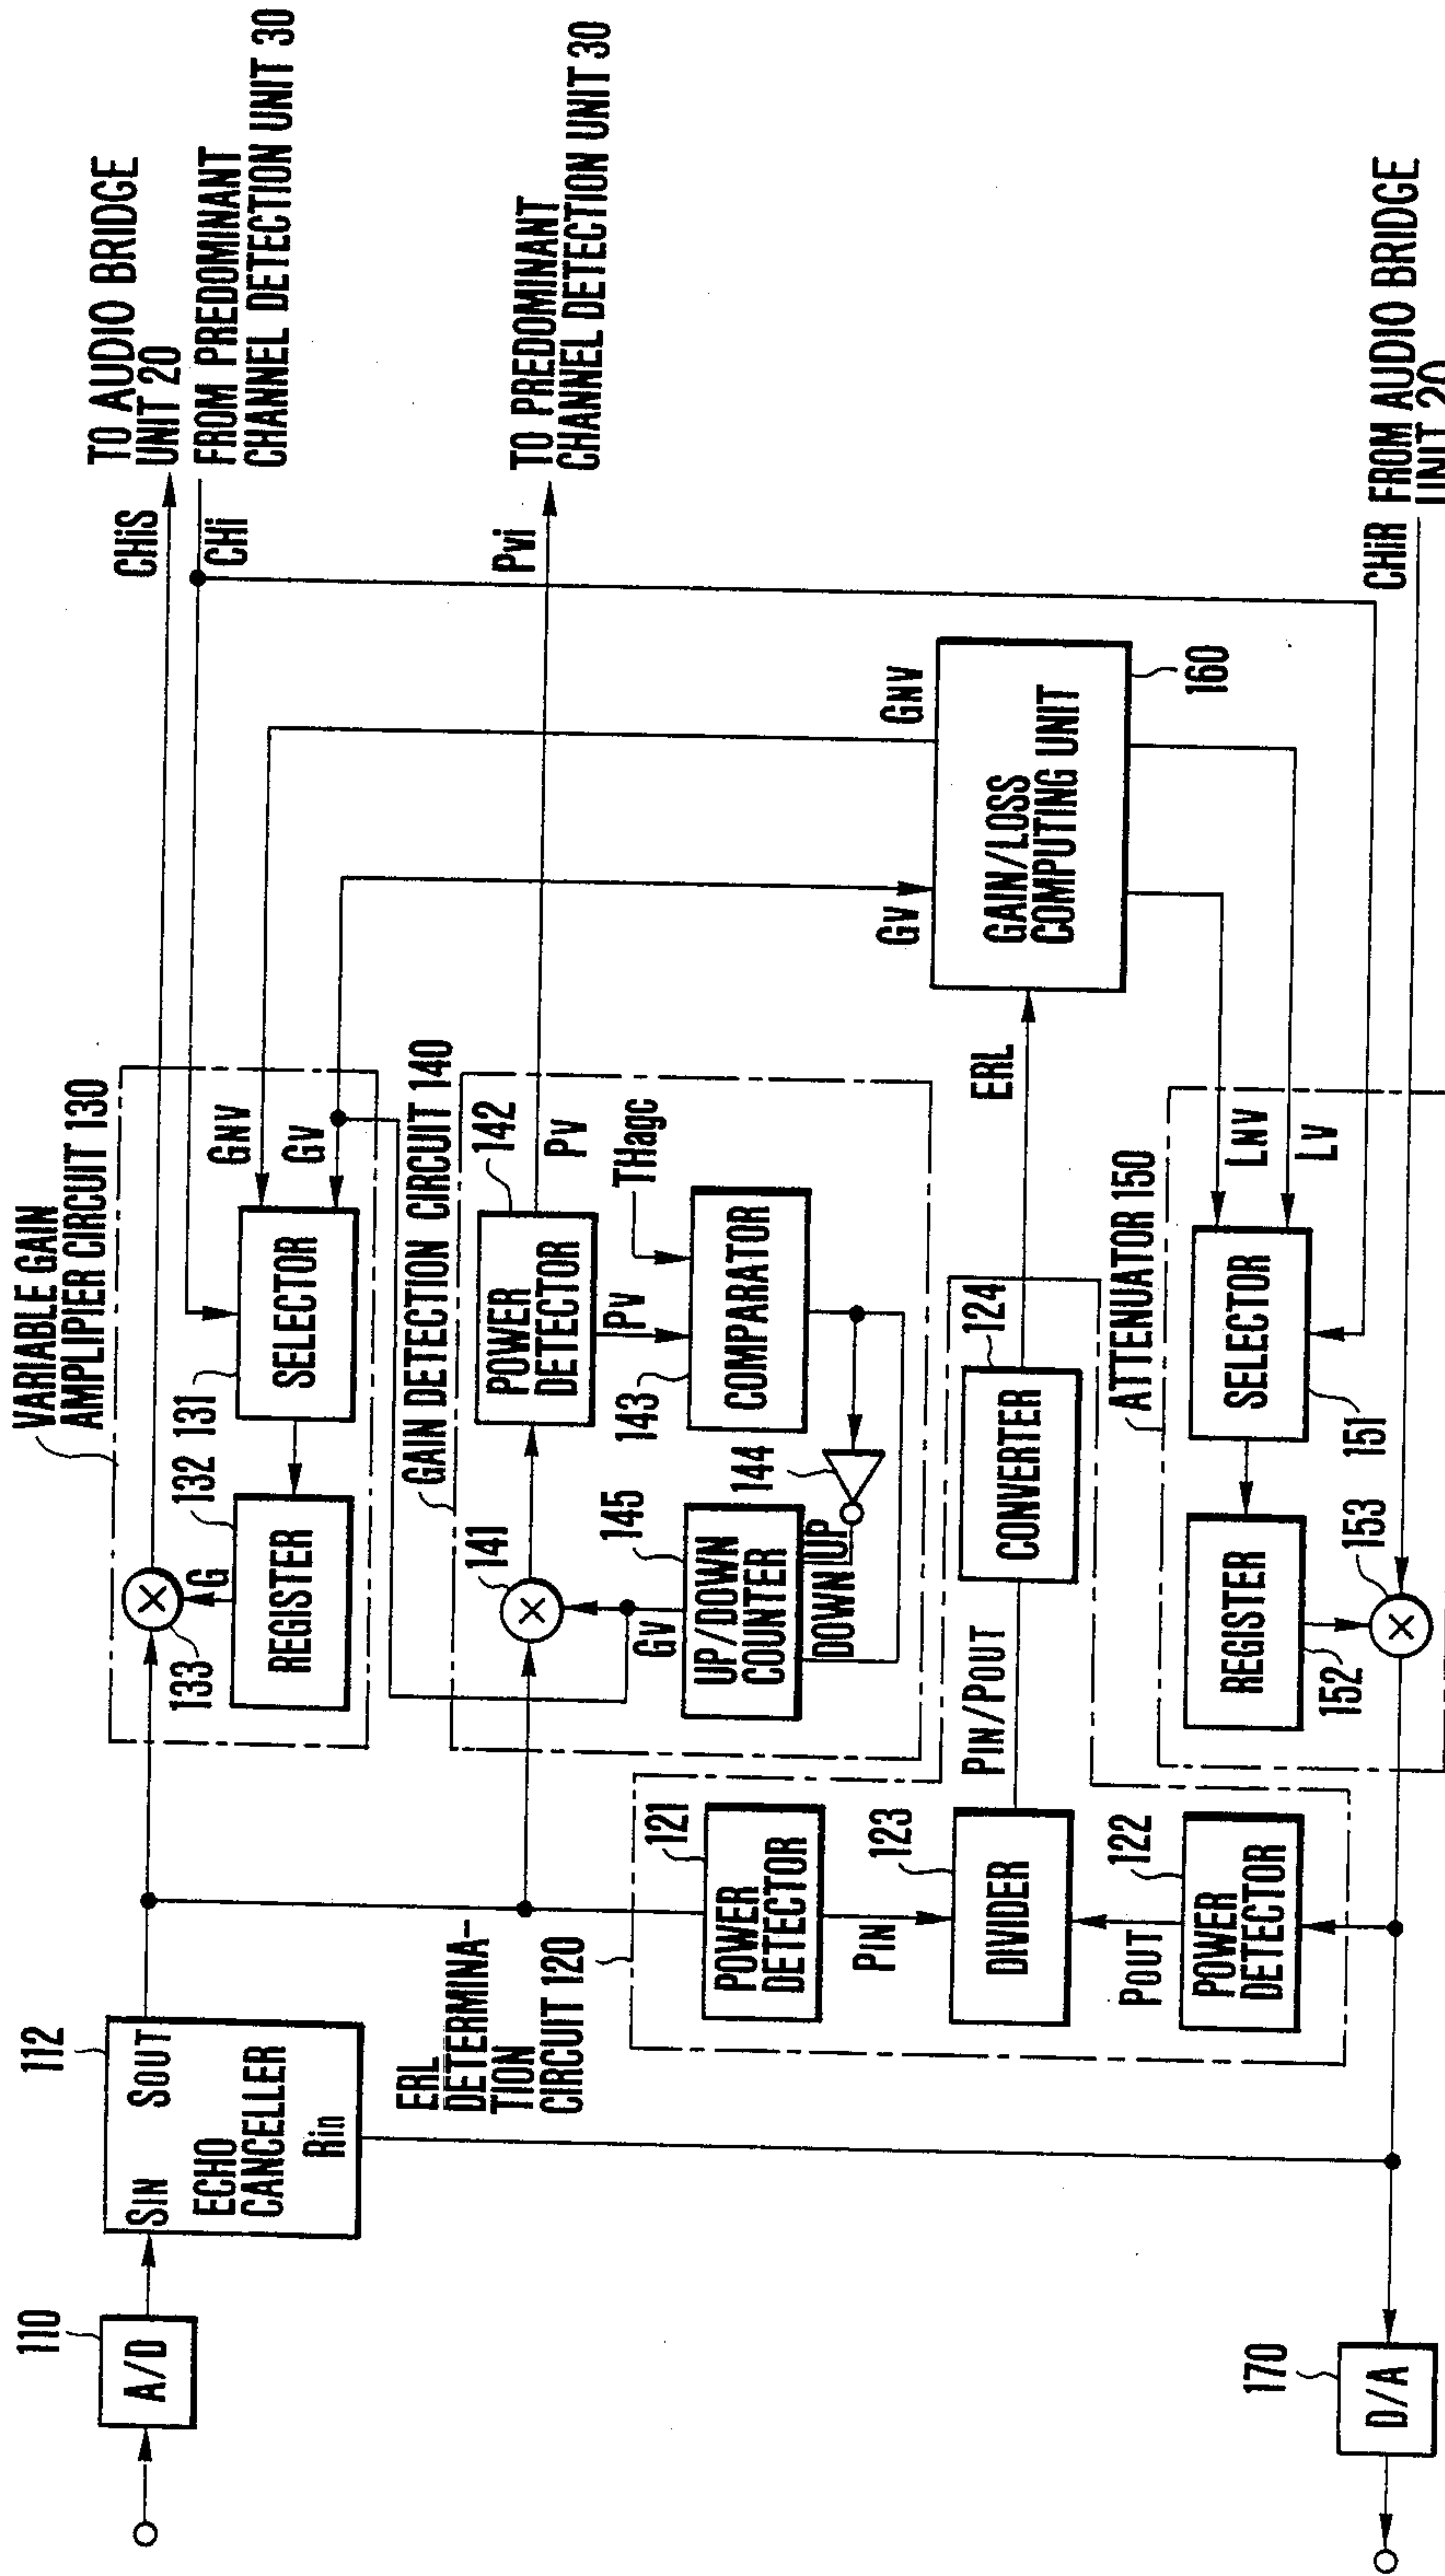 110
A/D
112
SIN
SOUT
ECHO
CANCELLER
Rin
VARIABLE GAIN
AMPLIPIER CIRCUIT 130
133
G
132
REGISTER
131
SELECTOR
GNV
GV
CHiS
TO AUDIO BRIDGE
UNIT 20
CHi
FROM PREDOMINANT
CHANNEL DETECTION UNIT 30
GAIN DETECTION CIRCUIT 140
141
GV
145
UP/DOWN
COUNTER
DOWN
UP
144
142
POWER
DETECTOR
PV
PV
143
COMPARATOR
THagc
Pvi
TO PREDOMINANT
CHANNEL DETECTION UNIT 30
ERL
DETERMINA-
TION
CIRCUIT 120
121
POWER
DETECTOR
PIN
123
DIVIDER
POUT
122
POWER
DETECTOR
PIN/POUT
124
CONVERTER
ERL
GV
GNV
GAIN/LOSS
COMPUTING UNIT
160
ATTENUATOR 150
REGISTER
152
153
SELECTOR
151
LNV
LV
CHiR
FROM AUDIO BRIDGE
UNIT 20
170
D/A